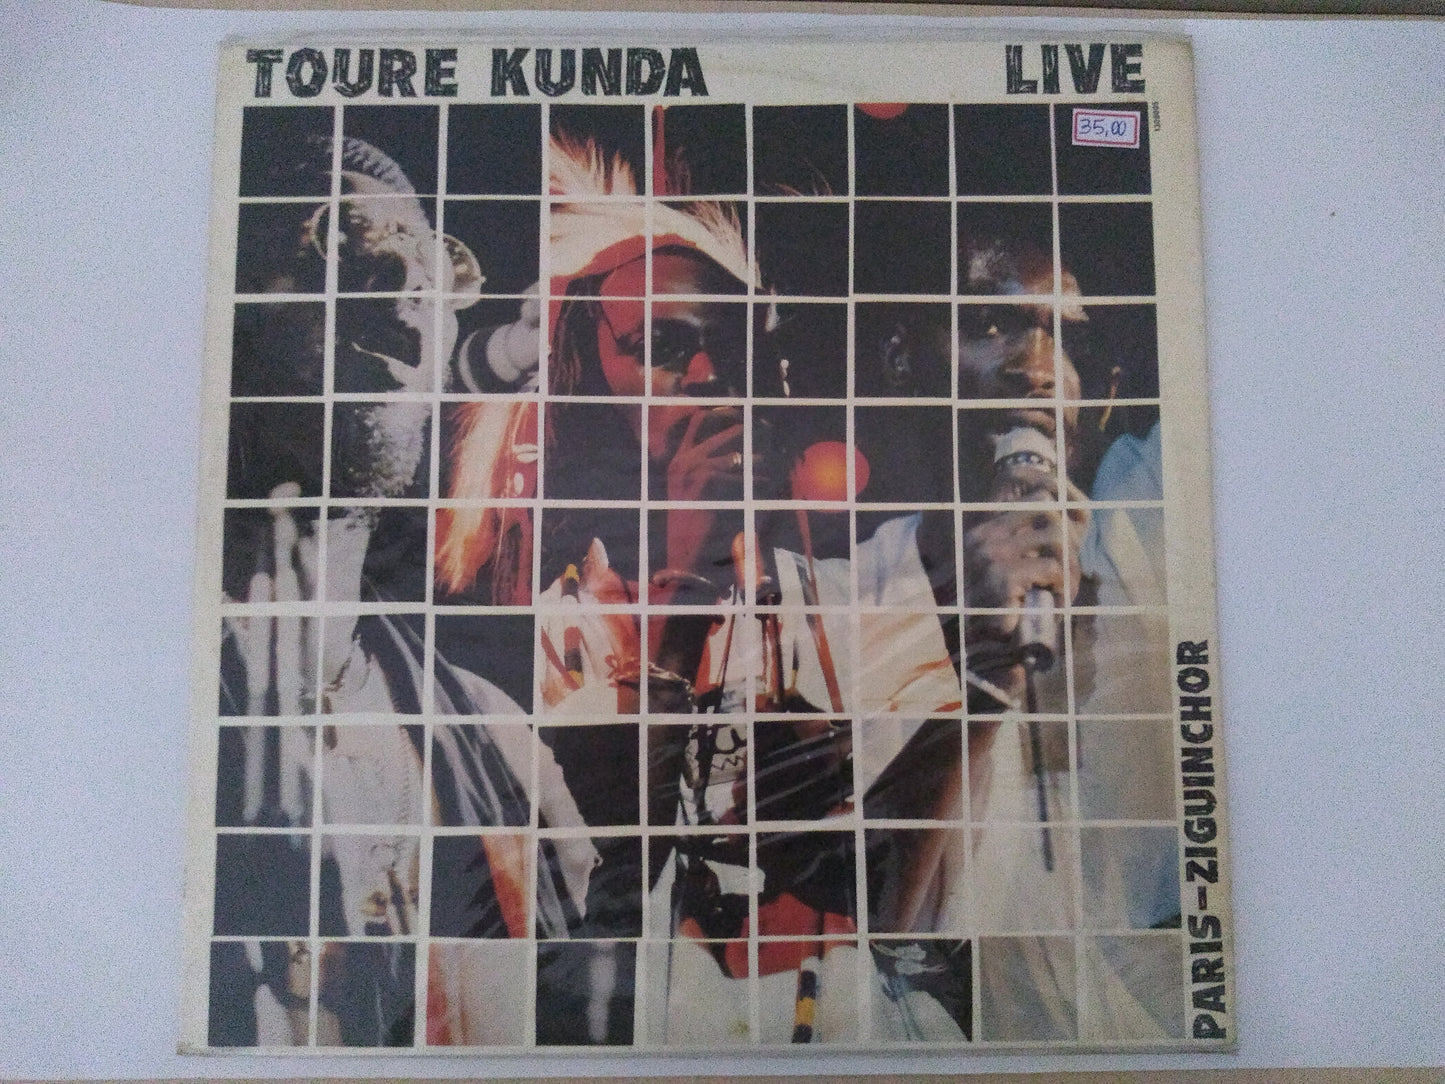 TOURE KUNDA LIVE
35,00
PARIS-ZIGUINCHOR